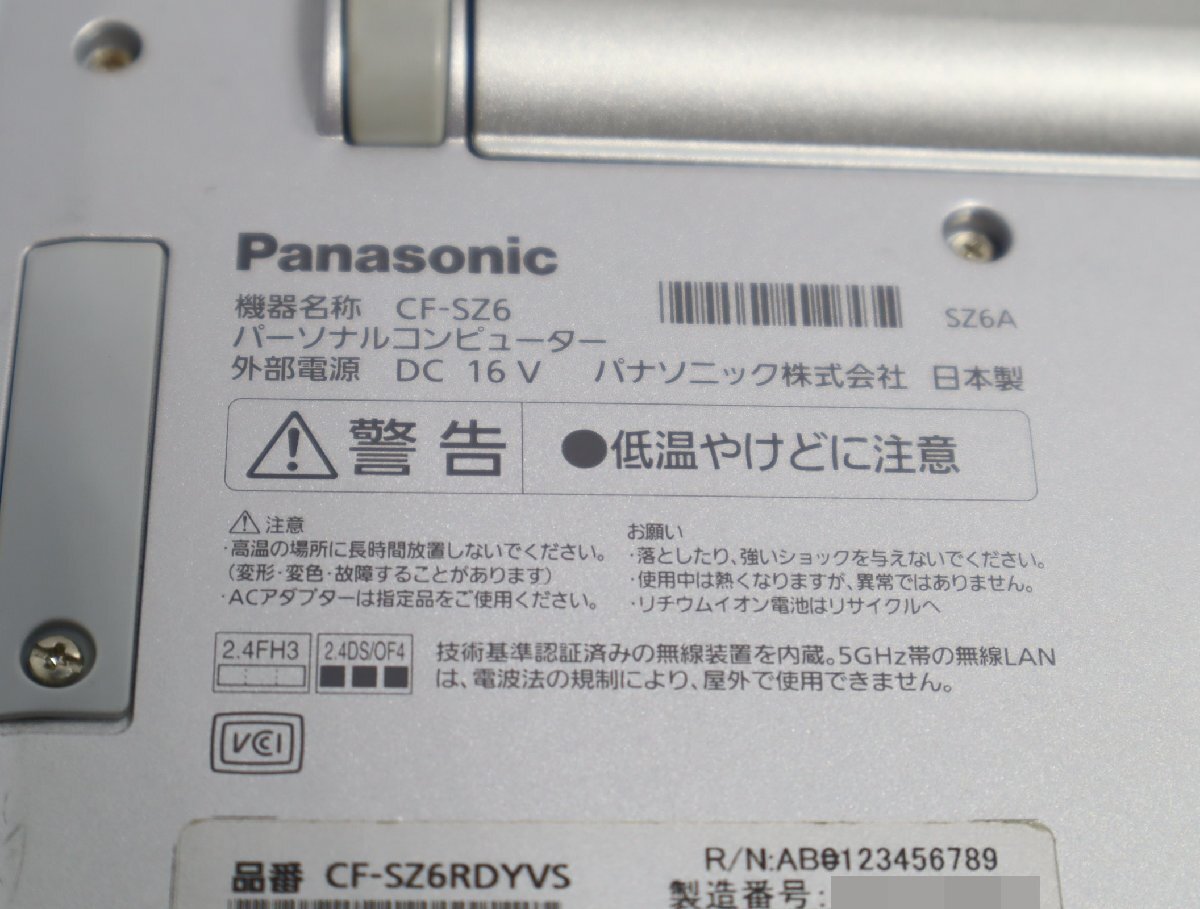 Panasonic
機器名称 CF-SZ6
SZ6A
パーソナルコンピューター
外部電源 DC 16 V パナソニック株式会社 日本製
警告 ●低温やけどに注意
注意
・高温の場所に長時間放置しないでください。
(変形・変色・故障することがあります)
・ACアダプターは指定品をご使用ください。
お願い
・落としたり、強いショックを与えないでください。
・使用中は熱くなりますが、異常ではありません。
・リチウムイオン電池はリサイクルへ
2.4FH3
2.4DS/OF4
技術基準認証済みの無線装置を内蔵。5GHz帯の無線LAN
は、電波法の規制により、屋外で使用できません。
VCCI
品番 CF-SZ6RDYVS
R/N:AB0123456789
製造番号: